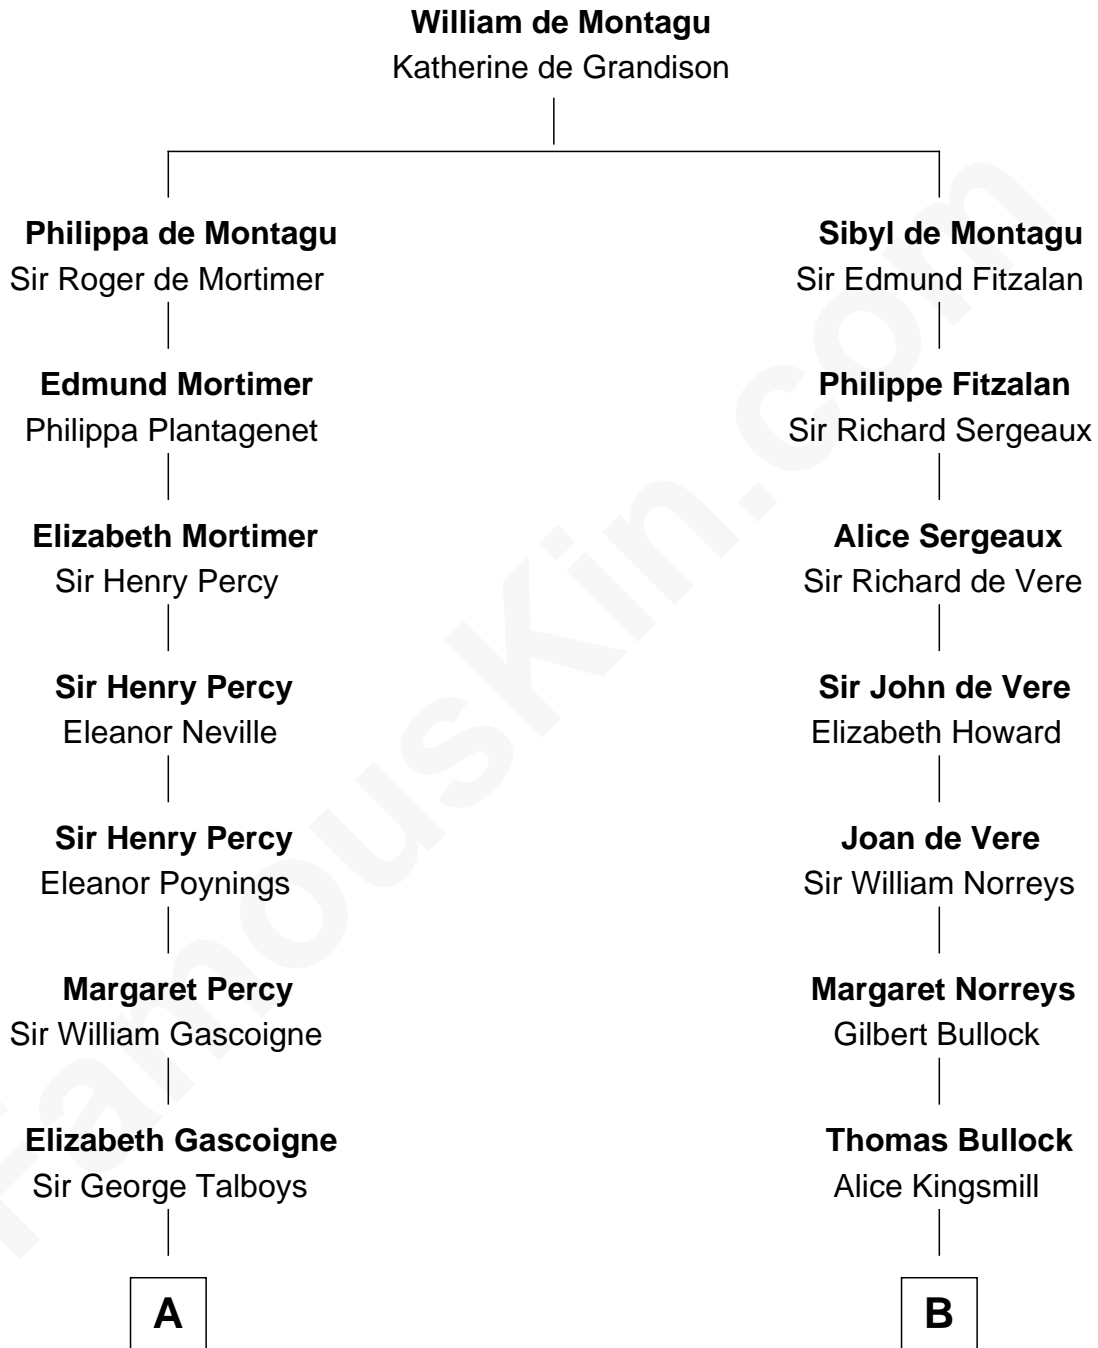 William de Montagu
Katherine de Grandison
Philippa de Montagu
Sir Roger de Mortimer
Sibyl de Montagu
Sir Edmund Fitzalan
Edmund Mortimer
Philippa Plantagenet
Philippe Fitzalan
Sir Richard Sergeaux
Elizabeth Mortimer
Sir Henry Percy
Alice Sergeaux
Sir Richard de Vere
Sir Henry Percy
Eleanor Neville
Sir John de Vere
Elizabeth Howard
Sir Henry Percy
Eleanor Poynings
Joan de Vere
Sir William Norreys
Margaret Percy
Sir William Gascoigne
Margaret Norreys
Gilbert Bullock
Elizabeth Gascoigne
Sir George Talboys
Thomas Bullock
Alice Kingsmill
A
B
FamousKin.com